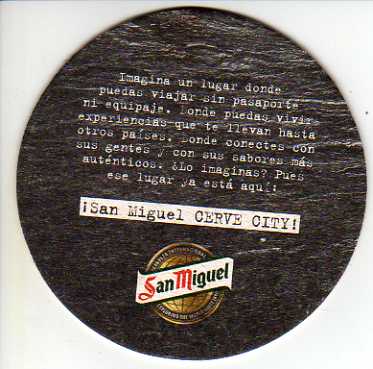 Imagina un lugar donde
puedas viajar sin pasaporte
ni equipaje. Donde puedas vivir
experiencias que te llevan hasta
otros países. Donde conectes con
sus gentes y con sus sabores más
auténticos. ¿Lo imaginas? Pues
ese lugar ya está aquí:
¡San Miguel CERVE CITY!
San Miguel